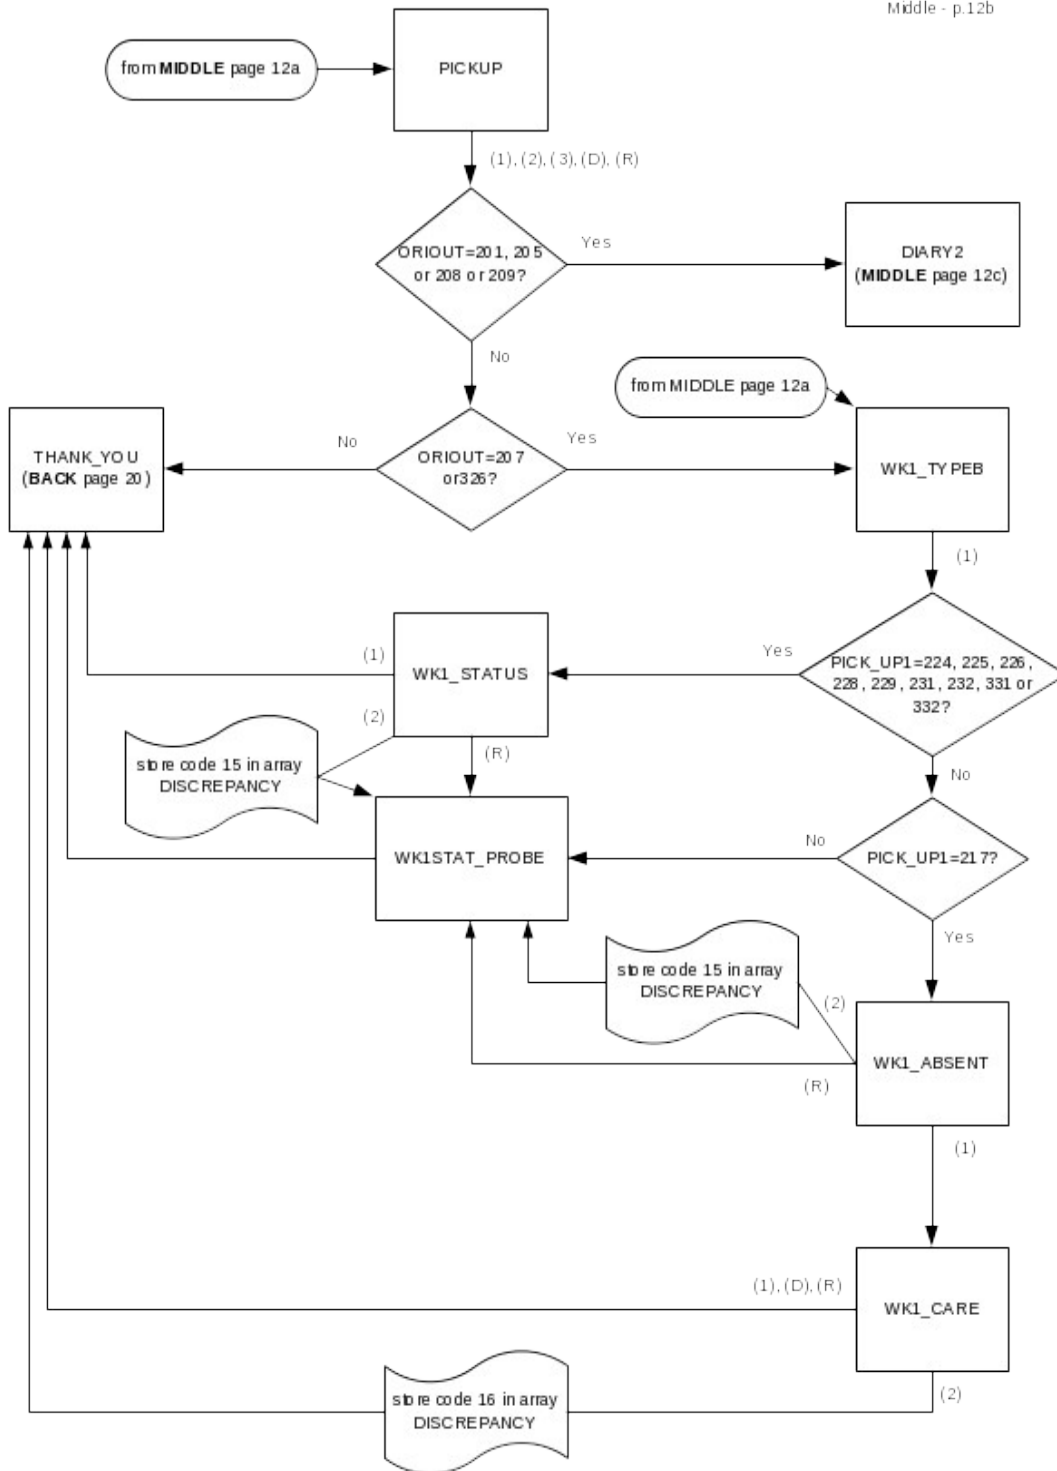 Middle - p.12b
from MIDDLE page 12a
PICKUP
(1), (2), (3), (D), (R)
ORIOUT=201, 205
or 208 or 209?
Yes
DIARY2
(MIDDLE page 12c)
No
from MIDDLE page 12a
THANK_YOU
(BACK page 20)
No
ORIOUT=207
or326?
Yes
WK1_TYPEB
(1)
(1)
WK1_STATUS
Yes
PICK_UP1=224, 225, 226,
228, 229, 231, 232, 331 or
332?
(2)
(R)
store code 15 in array
DISCREPANCY
No
WK1STAT_PROBE
No
PICK_UP1=217?
Yes
store code 15 in array
DISCREPANCY
(2)
WK1_ABSENT
(R)
(1)
(1), (D), (R)
WK1_CARE
(2)
store code 16 in array
DISCREPANCY